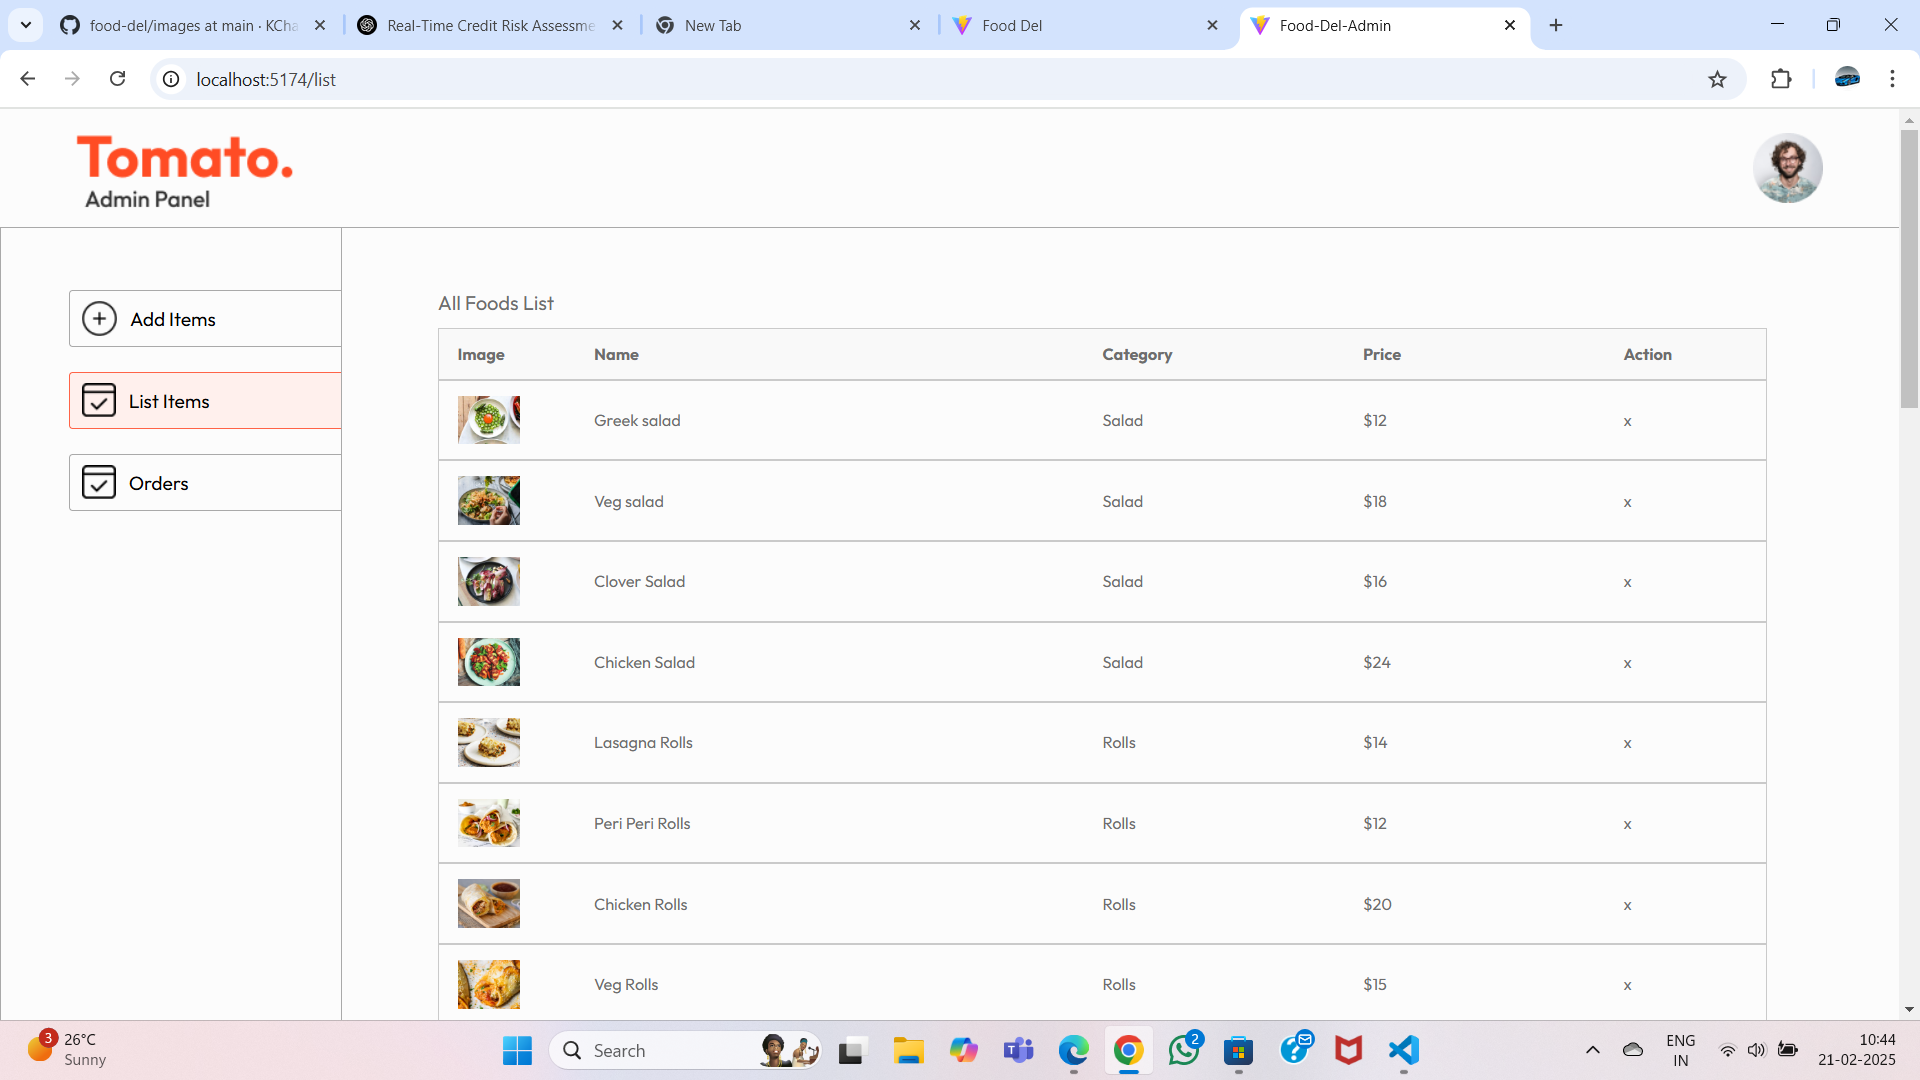 food-del/images at main · KCha
Real-Time Credit Risk Assessme
New Tab
Food Del
Food-Del-Admin
localhost:5174/list
Tomato.
Admin Panel
Add Items
List Items
Orders
All Foods List
Image Name Category Price Action
Greek salad Salad $12 x
Veg salad Salad $18 x
Clover Salad Salad $16 x
Chicken Salad Salad $24 x
Lasagna Rolls Rolls $14 x
Peri Peri Rolls Rolls $12 x
Chicken Rolls Rolls $20 x
Veg Rolls Rolls $15 x
3
26°C
Sunny
Search
2
ENG
IN
10:44
21-02-2025